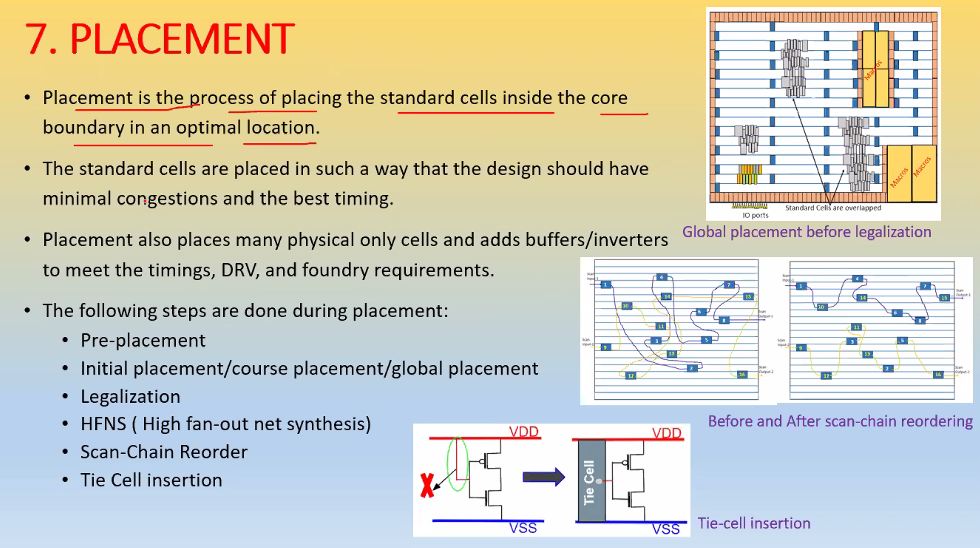 7. PLACEMENT
• Placement is the process of placing the standard cells inside the core
boundary in an optimal location.
• The standard cells are placed in such a way that the design should have
minimal congestions and the best timing.
• Placement also places many physical only cells and adds buffers/inverters
to meet the timings, DRV, and foundry requirements.
• The following steps are done during placement:
• Pre-placement
• Initial placement/course placement/global placement
• Legalization
• HFNS ( High fan-out net synthesis)
• Scan-Chain Reorder
• Tie Cell insertion
Macros
Macros
Macros
IO ports
Standard Cells are overlapped
Global placement before legalization
Before and After scan-chain reordering
VDD
VSS
VDD
Tie Cell
VSS
Tie-cell insertion